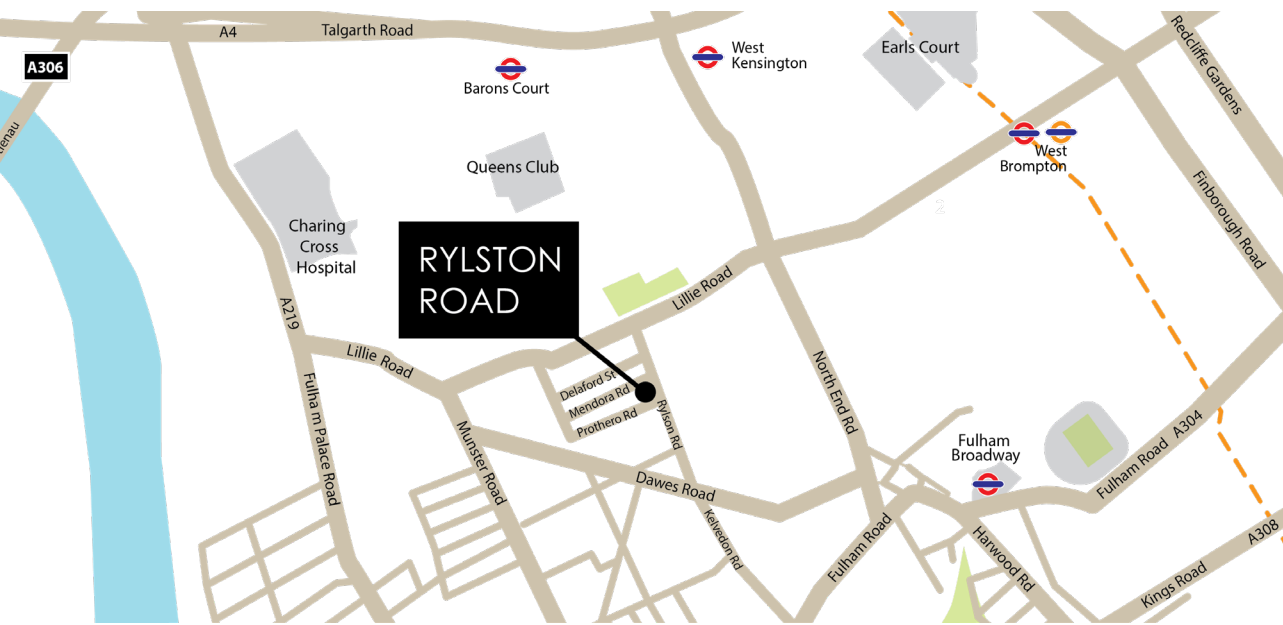 A4
Talgarth Road
A306
Barons Court
West
Kensington
Earls Court
Redcliffe Gardens
West
Brompton
Finborough Road
Queens Club
Charing
Cross
Hospital
RYLSTON
ROAD
2
Lillie Road
A219
Lillie Road
Delaford St
Mendora Rd
Prothero Rd
Rylson Rd
North End Rd
Fulha m Palace Road
Munster Road
Dawes Road
Kelvedon Rd
Fulham
Broadway
Fulham Road
A304
Fulham Road
Harwood Rd
Kings Road
A308